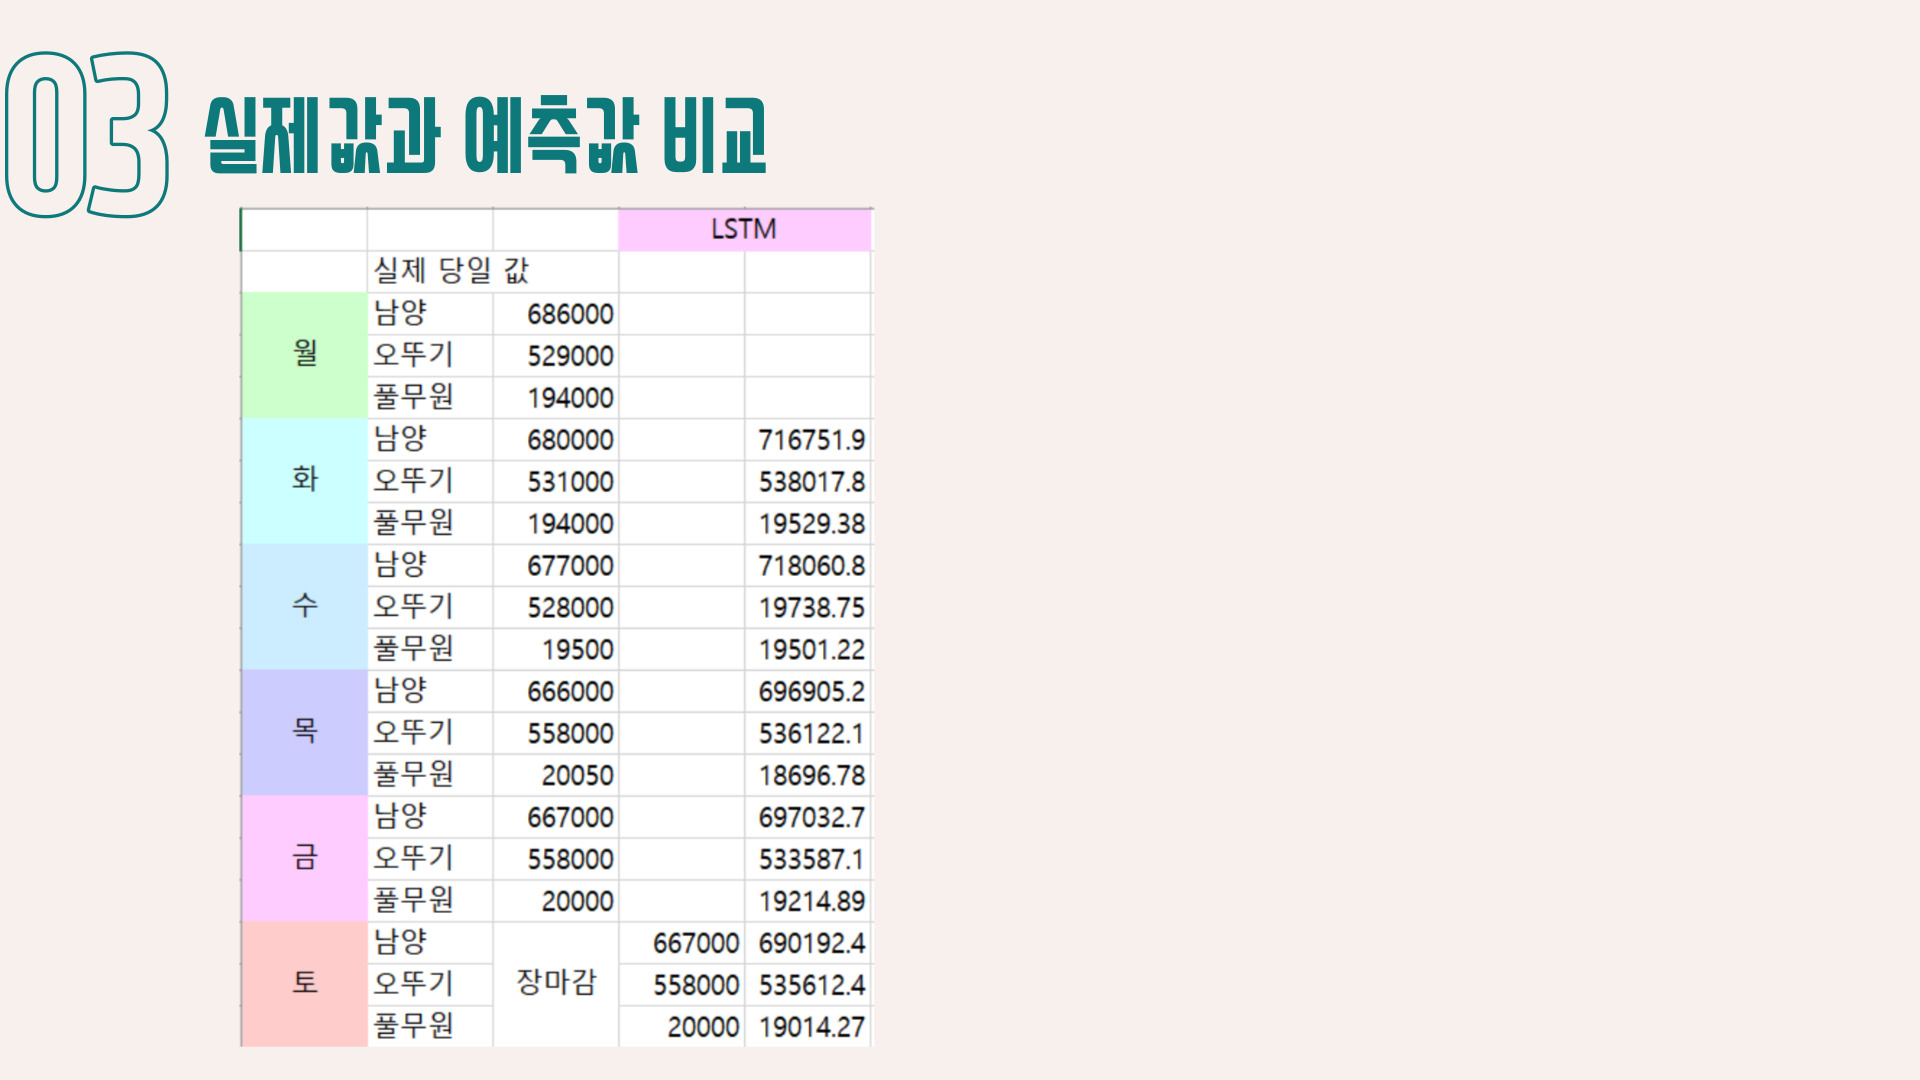 03 실제값과 예측값 비교
LSTM
실제 당일 값
월
남양 686000
오뚜기 529000
풀무원 194000
화
남양 680000 716751.9
오뚜기 531000 538017.8
풀무원 194000 19529.38
수
남양 677000 718060.8
오뚜기 528000 19738.75
풀무원 19500 19501.22
목
남양 666000 696905.2
오뚜기 558000 536122.1
풀무원 20050 18696.78
금
남양 667000 697032.7
오뚜기 558000 533587.1
풀무원 20000 19214.89
토
장마감
남양 667000 690192.4
오뚜기 558000 535612.4
풀무원 20000 19014.27